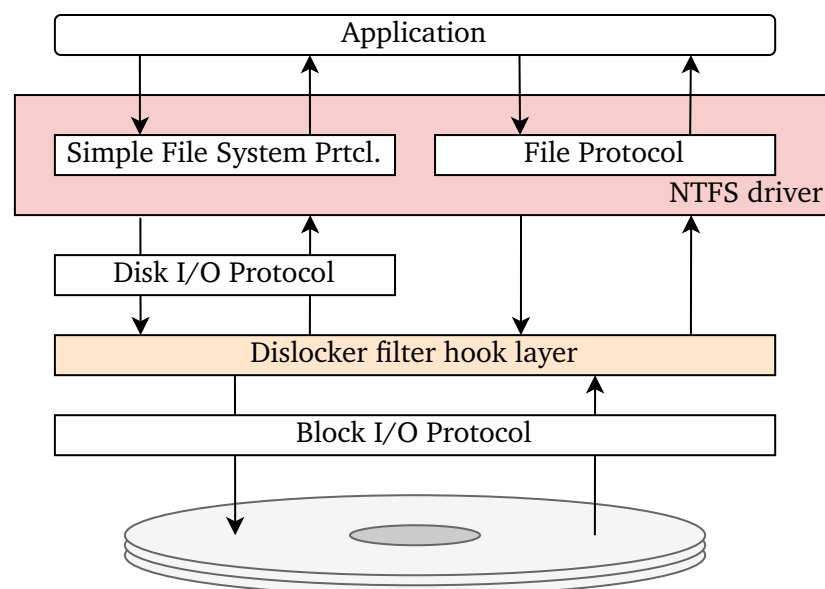 Application
Simple File System Prtcl.
File Protocol
NTFS driver
Disk I/O Protocol
Dislocker filter hook layer
Block I/O Protocol